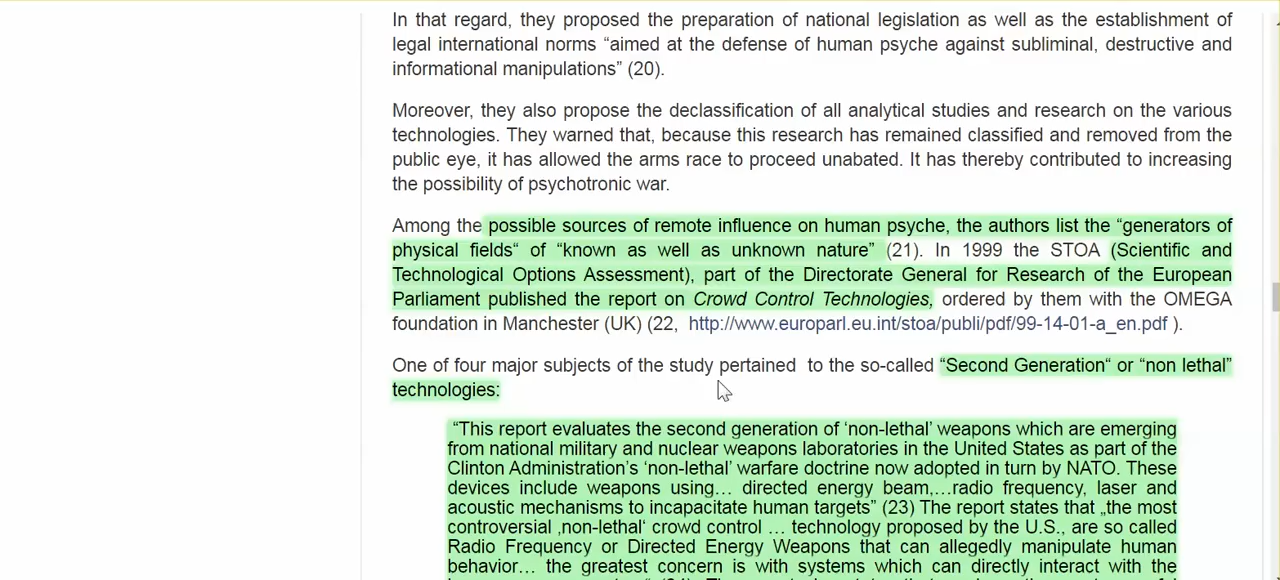 In that regard, they proposed the preparation of national legislation as well as the establishment of
legal international norms “aimed at the defense of human psyche against subliminal, destructive and
informational manipulations” (20).
Moreover, they also propose the declassification of all analytical studies and research on the various
technologies. They warned that, because this research has remained classified and removed from the
public eye, it has allowed the arms race to proceed unabated. It has thereby contributed to increasing
the possibility of psychotronic war.
Among the possible sources of remote influence on human psyche, the authors list the “generators of
physical fields“ of “known as well as unknown nature” (21). In 1999 the STOA (Scientific and
Technological Options Assessment), part of the Directorate General for Research of the European
Parliament published the report on Crowd Control Technologies, ordered by them with the OMEGA
foundation in Manchester (UK) (22, http://www.europarl.eu.int/stoa/publi/pdf/99-14-01-a_en.pdf ).
One of four major subjects of the study pertained to the so-called “Second Generation“ or “non lethal”
technologies:
“This report evaluates the second generation of ‘non-lethal’ weapons which are emerging
from national military and nuclear weapons laboratories in the United States as part of the
Clinton Administration’s ‘non-lethal’ warfare doctrine now adopted in turn by NATO. These
devices include weapons using… directed energy beam,…radio frequency, laser and
acoustic mechanisms to incapacitate human targets” (23) The report states that „the most
controversial ‚non-lethal‘ crowd control … technology proposed by the U.S., are so called
Radio Frequency or Directed Energy Weapons that can allegedly manipulate human
behavior… the greatest concern is with systems which can directly interact with the